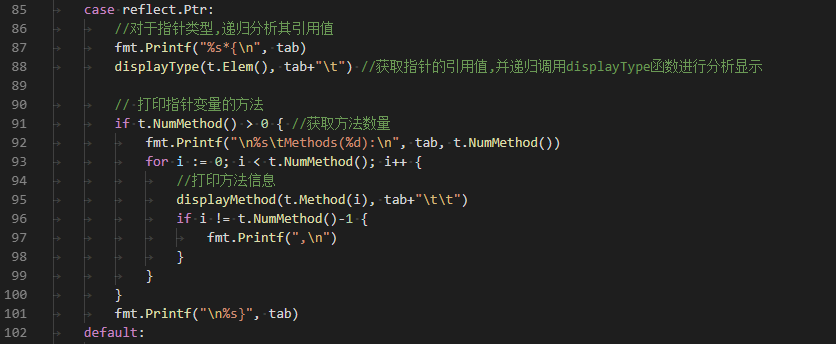 85 case reflect.Ptr:
86 //对于指针类型,递归分析其引用值
87 fmt.Printf("%s*{\n", tab)
88 displayType(t.Elem(), tab+"\t") //获取指针的引用值,并递归调用displayType函数进行分析显示
89
90 // 打印指针变量的方法
91 if t.NumMethod() > 0 { //获取方法数量
92 fmt.Printf("\n%s\tMethods(%d):\n", tab, t.NumMethod())
93 for i := 0; i < t.NumMethod(); i++ {
94 //打印方法信息
95 displayMethod(t.Method(i), tab+"\t\t")
96 if i != t.NumMethod()-1 {
97 fmt.Printf(",\n")
98 }
99 }
100 }
101 fmt.Printf("\n%s}", tab)
102 default: